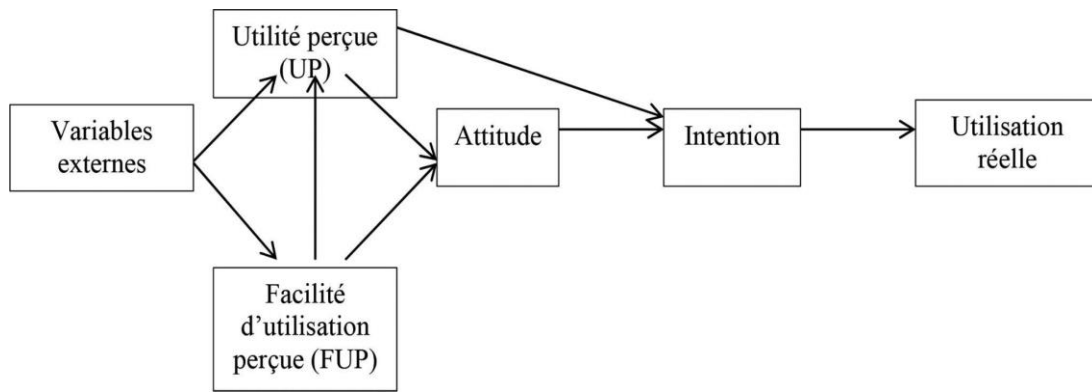 Utilité perçue
(UP)
Variables
externes
Attitude
Intention
Utilisation
réelle
Facilité
d’utilisation
perçue (FUP)